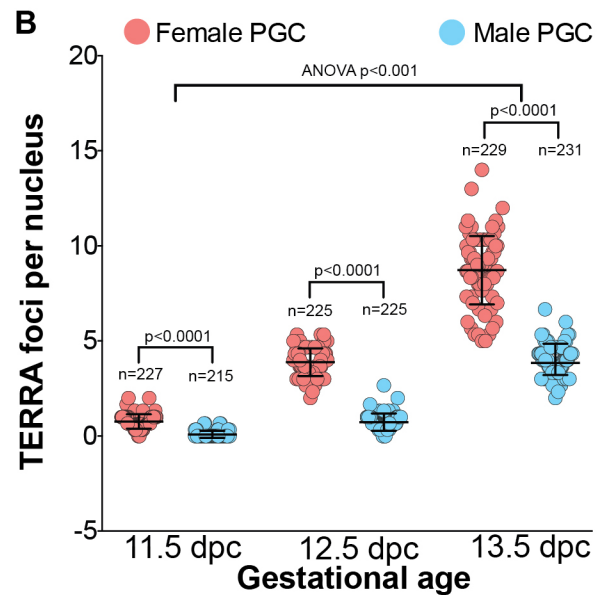 B
Female PGC
Male PGC
20
ANOVA p<0.001
p<0.0001
15
n=229
n=231
10
p<0.0001
n=225
n=225
5
p<0.0001
n=227
n=215
0
-5
TERRA foci per nucleus
11.5 dpc
12.5 dpc
13.5 dpc
Gestational age